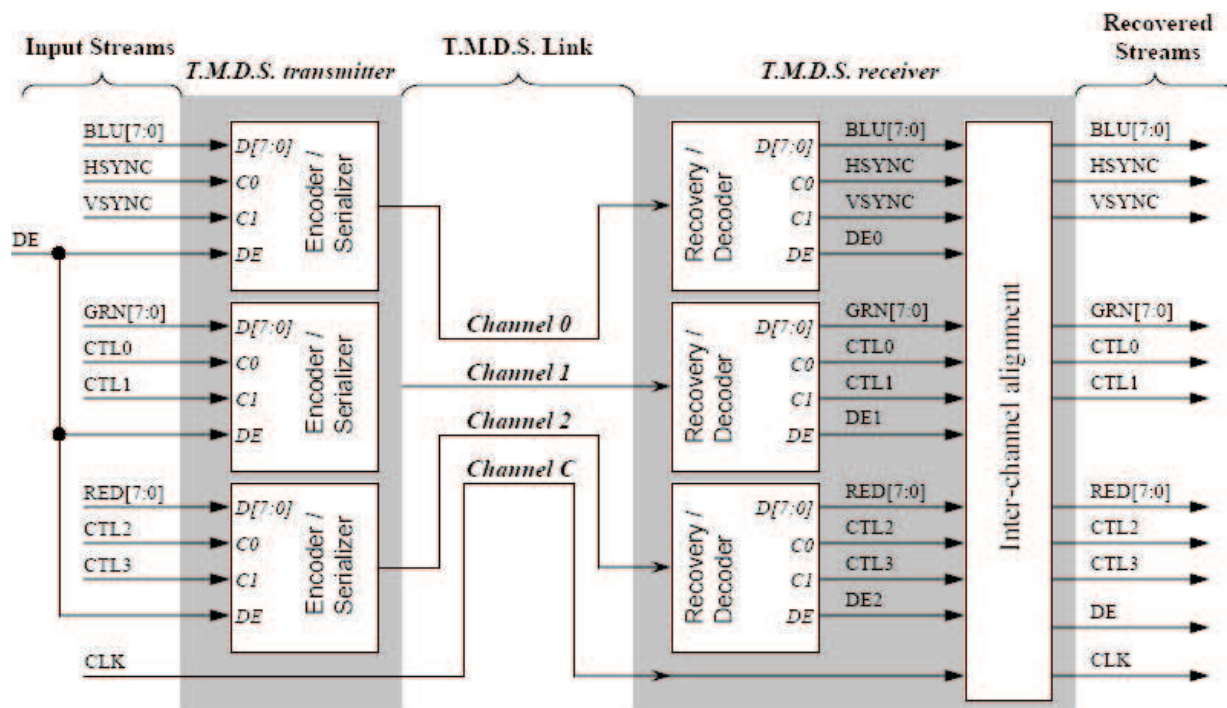 Input Streams
T.M.D.S. transmitter
T.M.D.S. Link
T.M.D.S. receiver
Recovered
Streams
BLU[7:0]
HSYNC
VSYNC
DE
D[7:0]
C0
C1
DE
Encoder /
Serializer
GRN[7:0]
CTL0
CTL1
D[7:0]
C0
C1
DE
Encoder /
Serializer
RED[7:0]
CTL2
CTL3
D[7:0]
C0
C1
DE
Encoder /
Serializer
CLK
Channel 0
Channel 1
Channel 2
Channel C
Recovery /
Decoder
D[7:0]
C0
C1
DE
BLU[7:0]
HSYNC
VSYNC
DE0
Recovery /
Decoder
D[7:0]
C0
C1
DE
GRN[7:0]
CTL0
CTL1
DE1
Recovery /
Decoder
D[7:0]
C0
C1
DE
RED[7:0]
CTL2
CTL3
DE2
Inter-channel alignment
BLU[7:0]
HSYNC
VSYNC
GRN[7:0]
CTL0
CTL1
RED[7:0]
CTL2
CTL3
DE
CLK